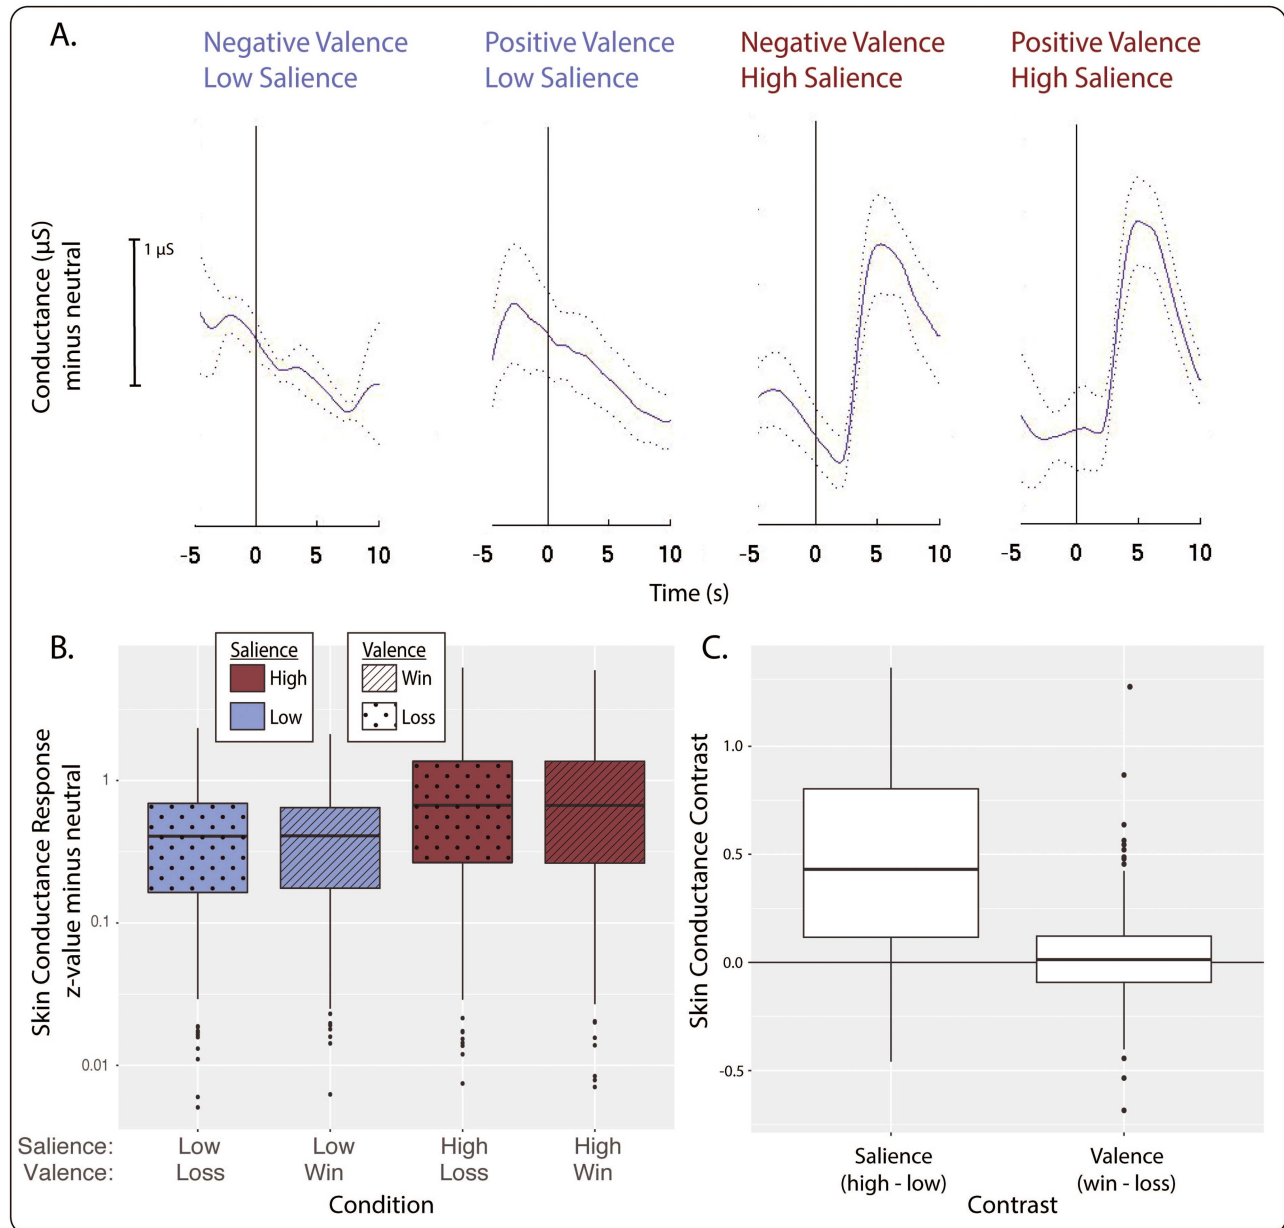 A.
Negative Valence
Low Salience
Positive Valence
Low Salience
Negative Valence
High Salience
Positive Valence
High Salience
Conductance (µS)
minus neutral
1 µS
-5 0 5 10
-5 0 5 10
-5 0 5 10
-5 0 5 10
Time (s)
B.
Salience
High
Low
Valence
Win
Loss
Skin Conductance Response
z-value minus neutral
1
0.1
0.01
Salience: Low Low High High
Valence: Loss Win Loss Win
Condition
C.
Skin Conductance Contrast
1.0
0.5
0.0
-0.5
Salience
(high - low)
Valence
(win - loss)
Contrast